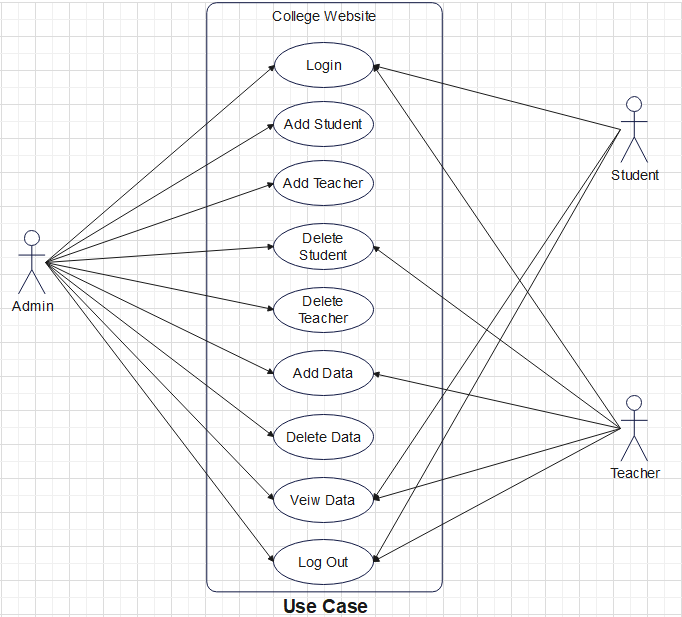 College Website
Login
Add Student
Add Teacher
Student
Delete
Student
Admin
Delete
Teacher
Add Data
Delete Data
Teacher
Veiw Data
Log Out
Use Case